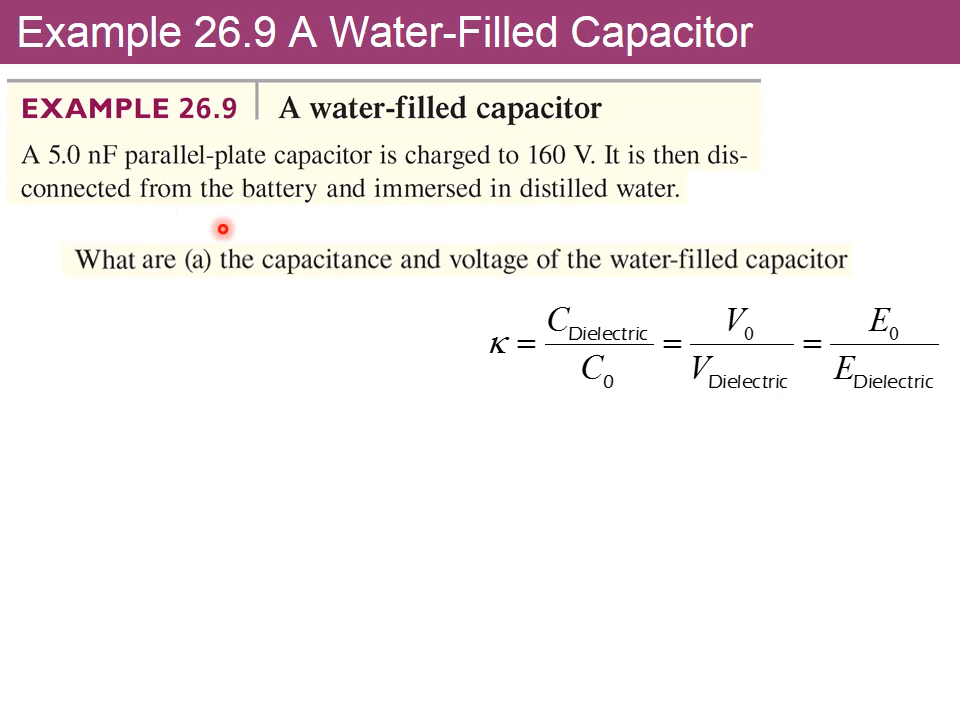 Example 26.9 A Water-Filled Capacitor
EXAMPLE 26.9 A water-filled capacitor
A 5.0 nF parallel-plate capacitor is charged to 160 V. It is then dis-
connected from the battery and immersed in distilled water.
What are (a) the capacitance and voltage of the water-filled capacitor
κ = C_Dielectric / C_0 = V_0 / V_Dielectric = E_0 / E_Dielectric